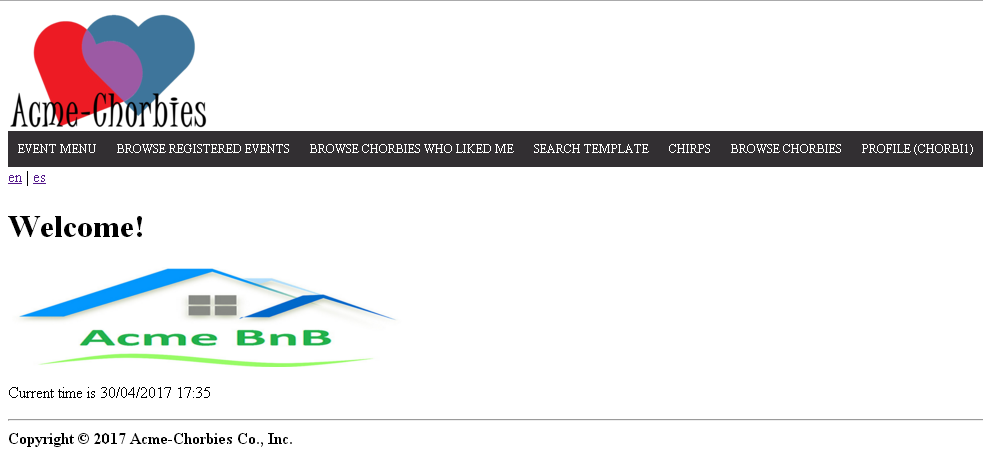 Acme-Chorbies
EVENT MENU BROWSE REGISTERED EVENTS BROWSE CHORBIES WHO LIKED ME SEARCH TEMPLATE CHIRPS BROWSE CHORBIES PROFILE (CHORBI1)
en | es
Welcome!
Acme BnB
Current time is 30/04/2017 17:35
Copyright © 2017 Acme-Chorbies Co., Inc.